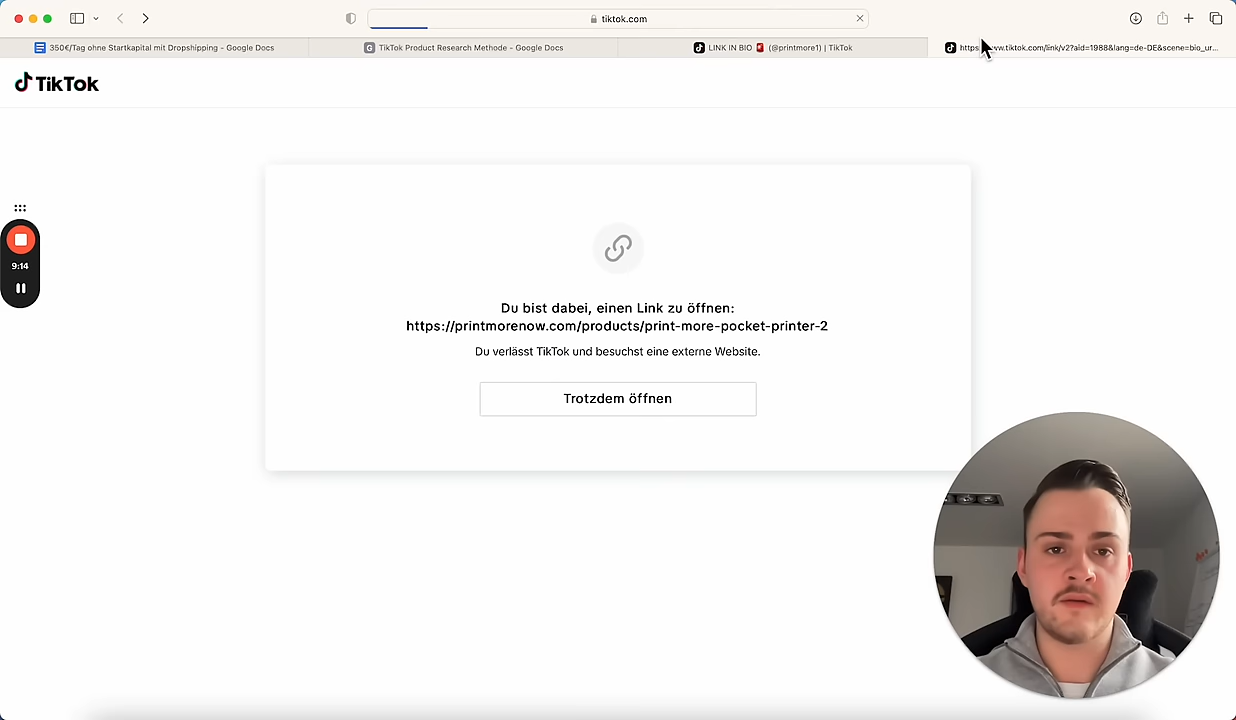 tiktok.com
350€/Tag ohne Startkapital mit Dropshipping - Google Docs
TikTok Product Research Methode - Google Docs
LINK IN BIO (@printmore1) | TikTok
TikTok
9:14
Du bist dabei, einen Link zu öffnen:
https://printmorenow.com/products/print-more-pocket-printer-2
Du verlässt TikTok und besuchst eine externe Website.
Trotzdem öffnen